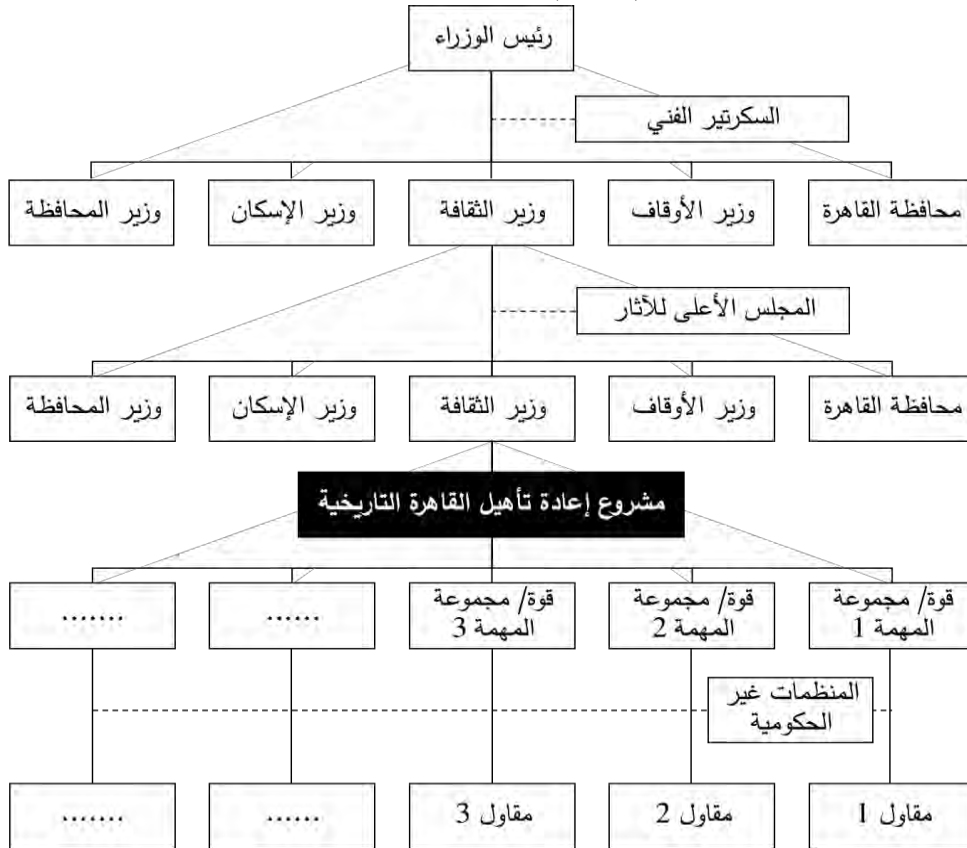 رئيس الوزراء
السكرتير الفني
محافظة القاهرة
وزير الأوقاف
وزير الثقافة
وزير الإسكان
وزير المحافظة
المجلس الأعلى للآثار
محافظة القاهرة
وزير الأوقاف
وزير الثقافة
وزير الإسكان
وزير المحافظة
مشروع إعادة تأهيل القاهرة التاريخية
قوة/ مجموعة
المهمة 1
قوة/ مجموعة
المهمة 2
قوة/ مجموعة
المهمة 3
......
.......
المنظمات غير
الحكومية
مقاول 1
مقاول 2
مقاول 3
......
.......